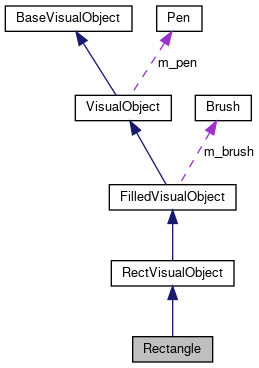 BaseVisualObject
Pen
m_pen
VisualObject
Brush
m_brush
FilledVisualObject
RectVisualObject
Rectangle